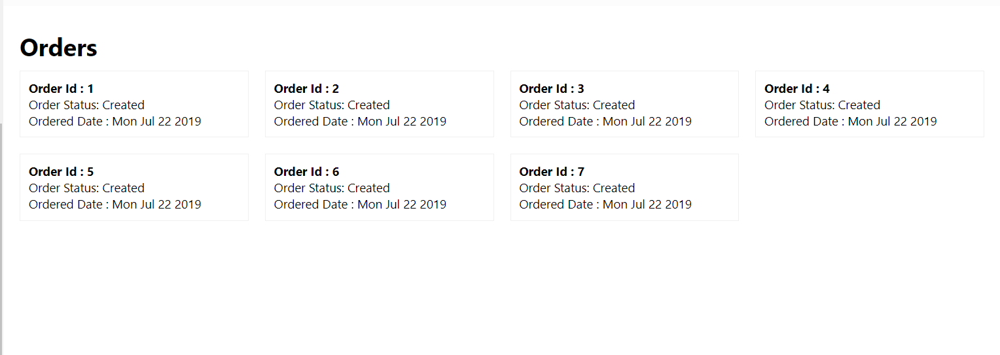 Orders
Order Id : 1
Order Status: Created
Ordered Date : Mon Jul 22 2019
Order Id : 2
Order Status: Created
Ordered Date : Mon Jul 22 2019
Order Id : 3
Order Status: Created
Ordered Date : Mon Jul 22 2019
Order Id : 4
Order Status: Created
Ordered Date : Mon Jul 22 2019
Order Id : 5
Order Status: Created
Ordered Date : Mon Jul 22 2019
Order Id : 6
Order Status: Created
Ordered Date : Mon Jul 22 2019
Order Id : 7
Order Status: Created
Ordered Date : Mon Jul 22 2019